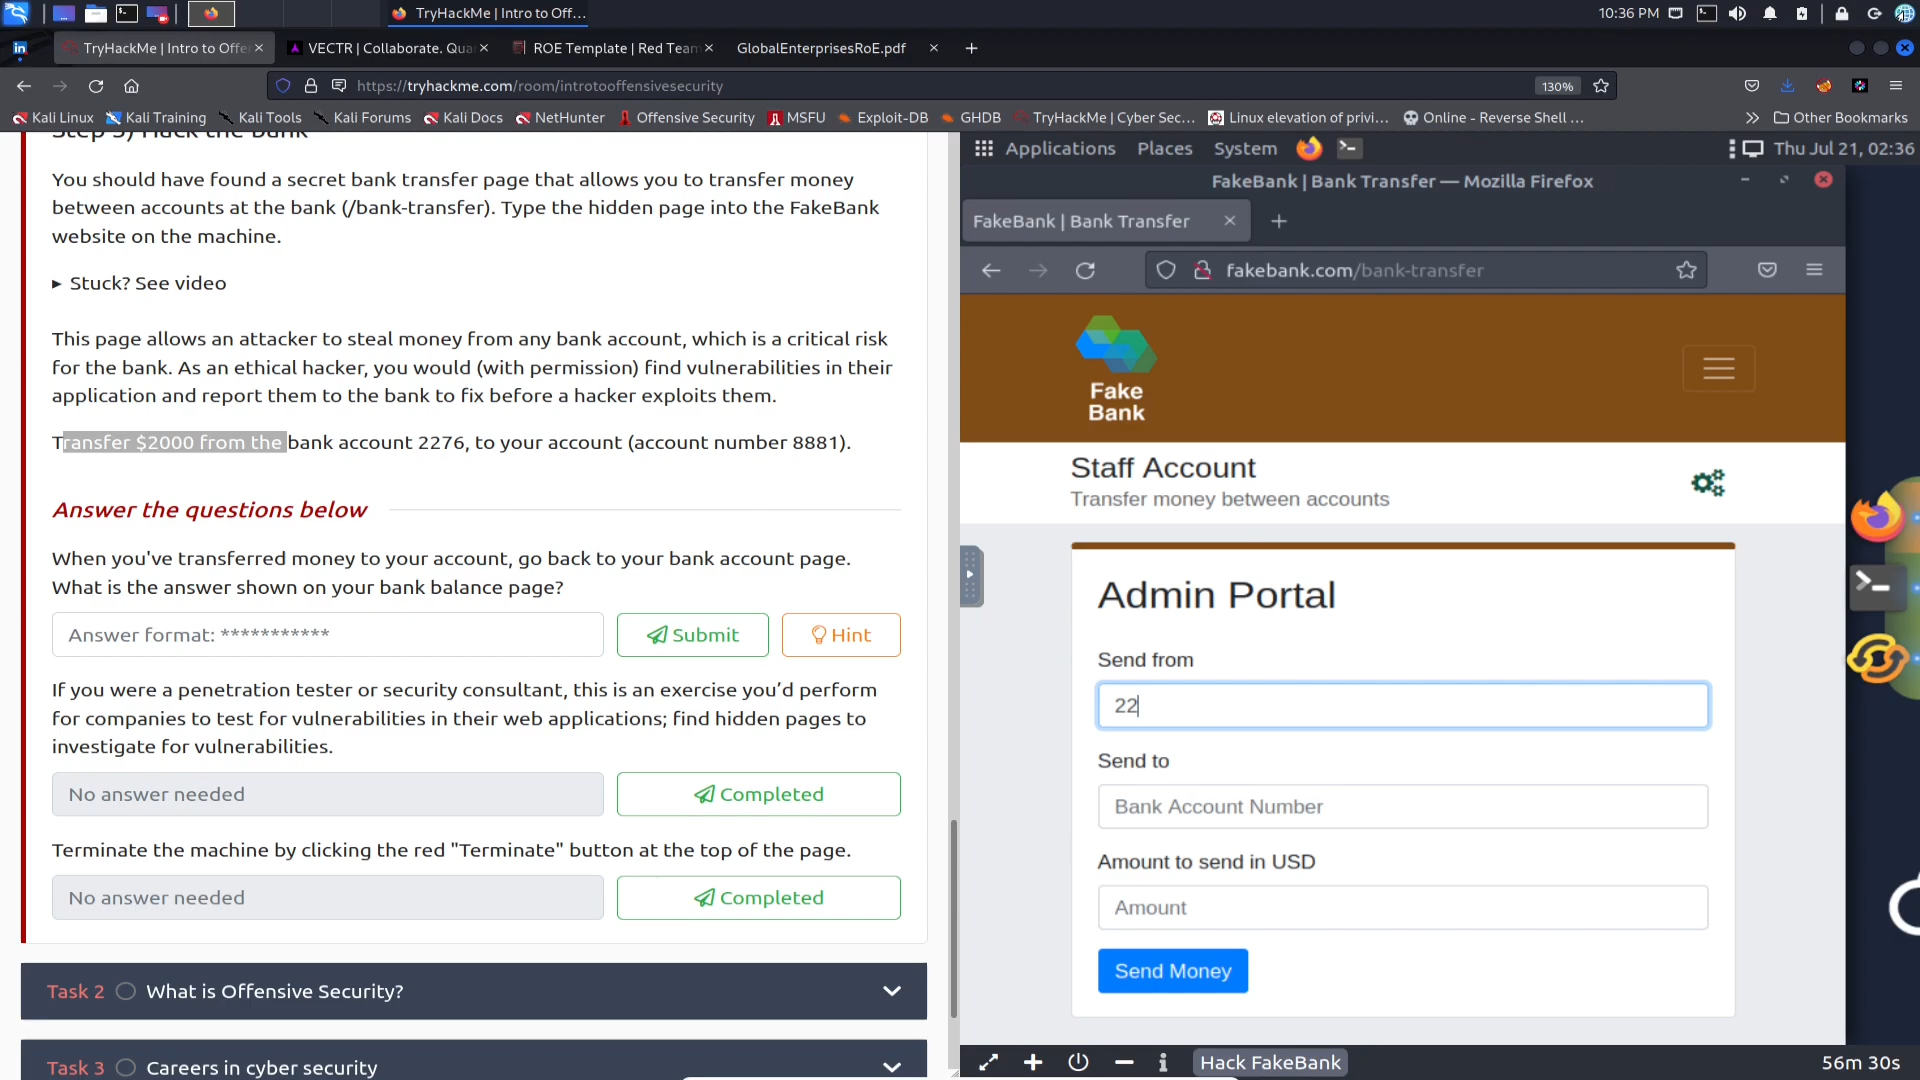 10:36 PM
TryHackMe | Intro to Off...
TryHackMe | Intro to Offe
VECTR | Collaborate. Qua
ROE Template | Red Team
GlobalEnterprisesRoE.pdf
https://tryhackme.com/room/introtooffensivesecurity
130%
Kali Linux
Kali Training
Kali Tools
Kali Forums
Kali Docs
NetHunter
Offensive Security
MSFU
Exploit-DB
GHDB
TryHackMe | Cyber Sec...
Linux elevation of privi...
Online - Reverse Shell ...
Other Bookmarks
Step 3) Hack the bank
You should have found a secret bank transfer page that allows you to transfer money
between accounts at the bank (/bank-transfer). Type the hidden page into the FakeBank
website on the machine.
Stuck? See video
This page allows an attacker to steal money from any bank account, which is a critical risk
for the bank. As an ethical hacker, you would (with permission) find vulnerabilities in their
application and report them to the bank to fix before a hacker exploits them.
Transfer $2000 from the bank account 2276, to your account (account number 8881).
Answer the questions below
When you've transferred money to your account, go back to your bank account page.
What is the answer shown on your bank balance page?
Answer format: ***********
Submit
Hint
If you were a penetration tester or security consultant, this is an exercise you’d perform
for companies to test for vulnerabilities in their web applications; find hidden pages to
investigate for vulnerabilities.
No answer needed
Completed
Terminate the machine by clicking the red "Terminate" button at the top of the page.
No answer needed
Completed
Task 2 What is Offensive Security?
Task 3 Careers in cyber security
Applications Places System
Thu Jul 21, 02:36
FakeBank | Bank Transfer — Mozilla Firefox
FakeBank | Bank Transfer
fakebank.com/bank-transfer
Fake
Bank
Staff Account
Transfer money between accounts
Admin Portal
Send from
22
Send to
Bank Account Number
Amount to send in USD
Amount
Send Money
Hack FakeBank
56m 30s